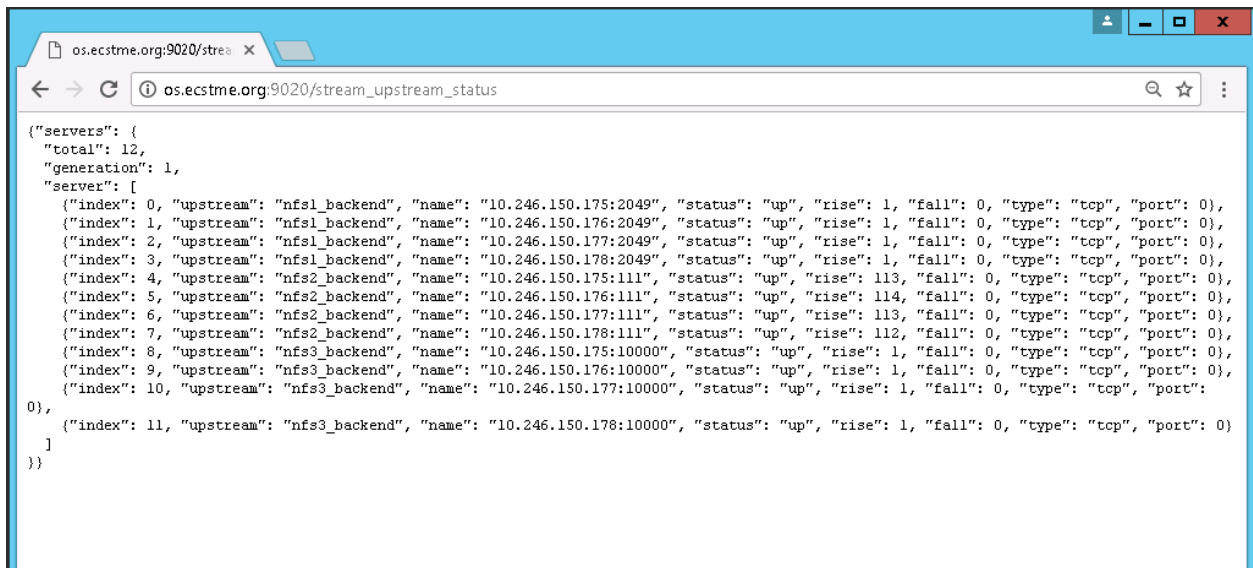 os.ecstme.org:9020/strea
os.ecstme.org:9020/stream_upstream_status
{"servers": {
  "total": 12,
  "generation": 1,
  "server": [
    {"index": 0, "upstream": "nfs1_backend", "name": "10.246.150.175:2049", "status": "up", "rise": 1, "fall": 0, "type": "tcp", "port": 0},
    {"index": 1, "upstream": "nfs1_backend", "name": "10.246.150.176:2049", "status": "up", "rise": 1, "fall": 0, "type": "tcp", "port": 0},
    {"index": 2, "upstream": "nfs1_backend", "name": "10.246.150.177:2049", "status": "up", "rise": 1, "fall": 0, "type": "tcp", "port": 0},
    {"index": 3, "upstream": "nfs1_backend", "name": "10.246.150.178:2049", "status": "up", "rise": 1, "fall": 0, "type": "tcp", "port": 0},
    {"index": 4, "upstream": "nfs2_backend", "name": "10.246.150.175:111", "status": "up", "rise": 113, "fall": 0, "type": "tcp", "port": 0},
    {"index": 5, "upstream": "nfs2_backend", "name": "10.246.150.176:111", "status": "up", "rise": 114, "fall": 0, "type": "tcp", "port": 0},
    {"index": 6, "upstream": "nfs2_backend", "name": "10.246.150.177:111", "status": "up", "rise": 113, "fall": 0, "type": "tcp", "port": 0},
    {"index": 7, "upstream": "nfs2_backend", "name": "10.246.150.178:111", "status": "up", "rise": 112, "fall": 0, "type": "tcp", "port": 0},
    {"index": 8, "upstream": "nfs3_backend", "name": "10.246.150.175:10000", "status": "up", "rise": 1, "fall": 0, "type": "tcp", "port": 0},
    {"index": 9, "upstream": "nfs3_backend", "name": "10.246.150.176:10000", "status": "up", "rise": 1, "fall": 0, "type": "tcp", "port": 0},
    {"index": 10, "upstream": "nfs3_backend", "name": "10.246.150.177:10000", "status": "up", "rise": 1, "fall": 0, "type": "tcp", "port":
0},
    {"index": 11, "upstream": "nfs3_backend", "name": "10.246.150.178:10000", "status": "up", "rise": 1, "fall": 0, "type": "tcp", "port": 0}
  ]
}}